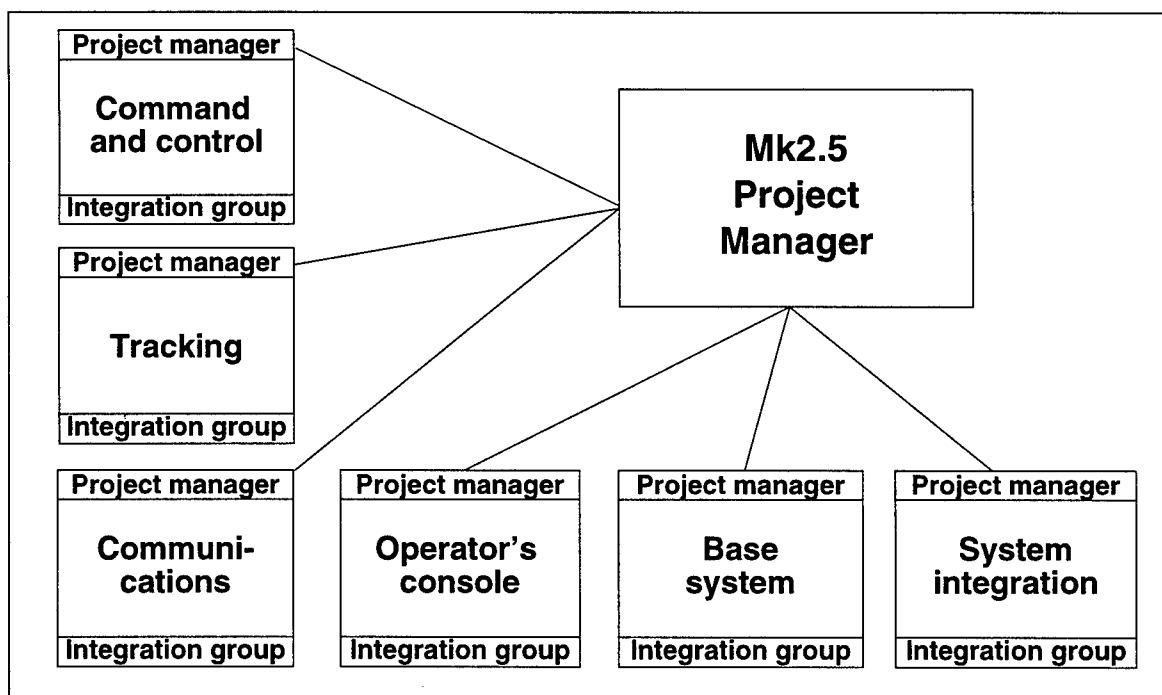 Project manager
Command
and control
Integration group
Mk2.5
Project
Manager
Project manager
Tracking
Integration group
Project manager
Communi-
cations
Integration group
Project manager
Operator's
console
Integration group
Project manager
Base
system
Integration group
Project manager
System
integration
Integration group